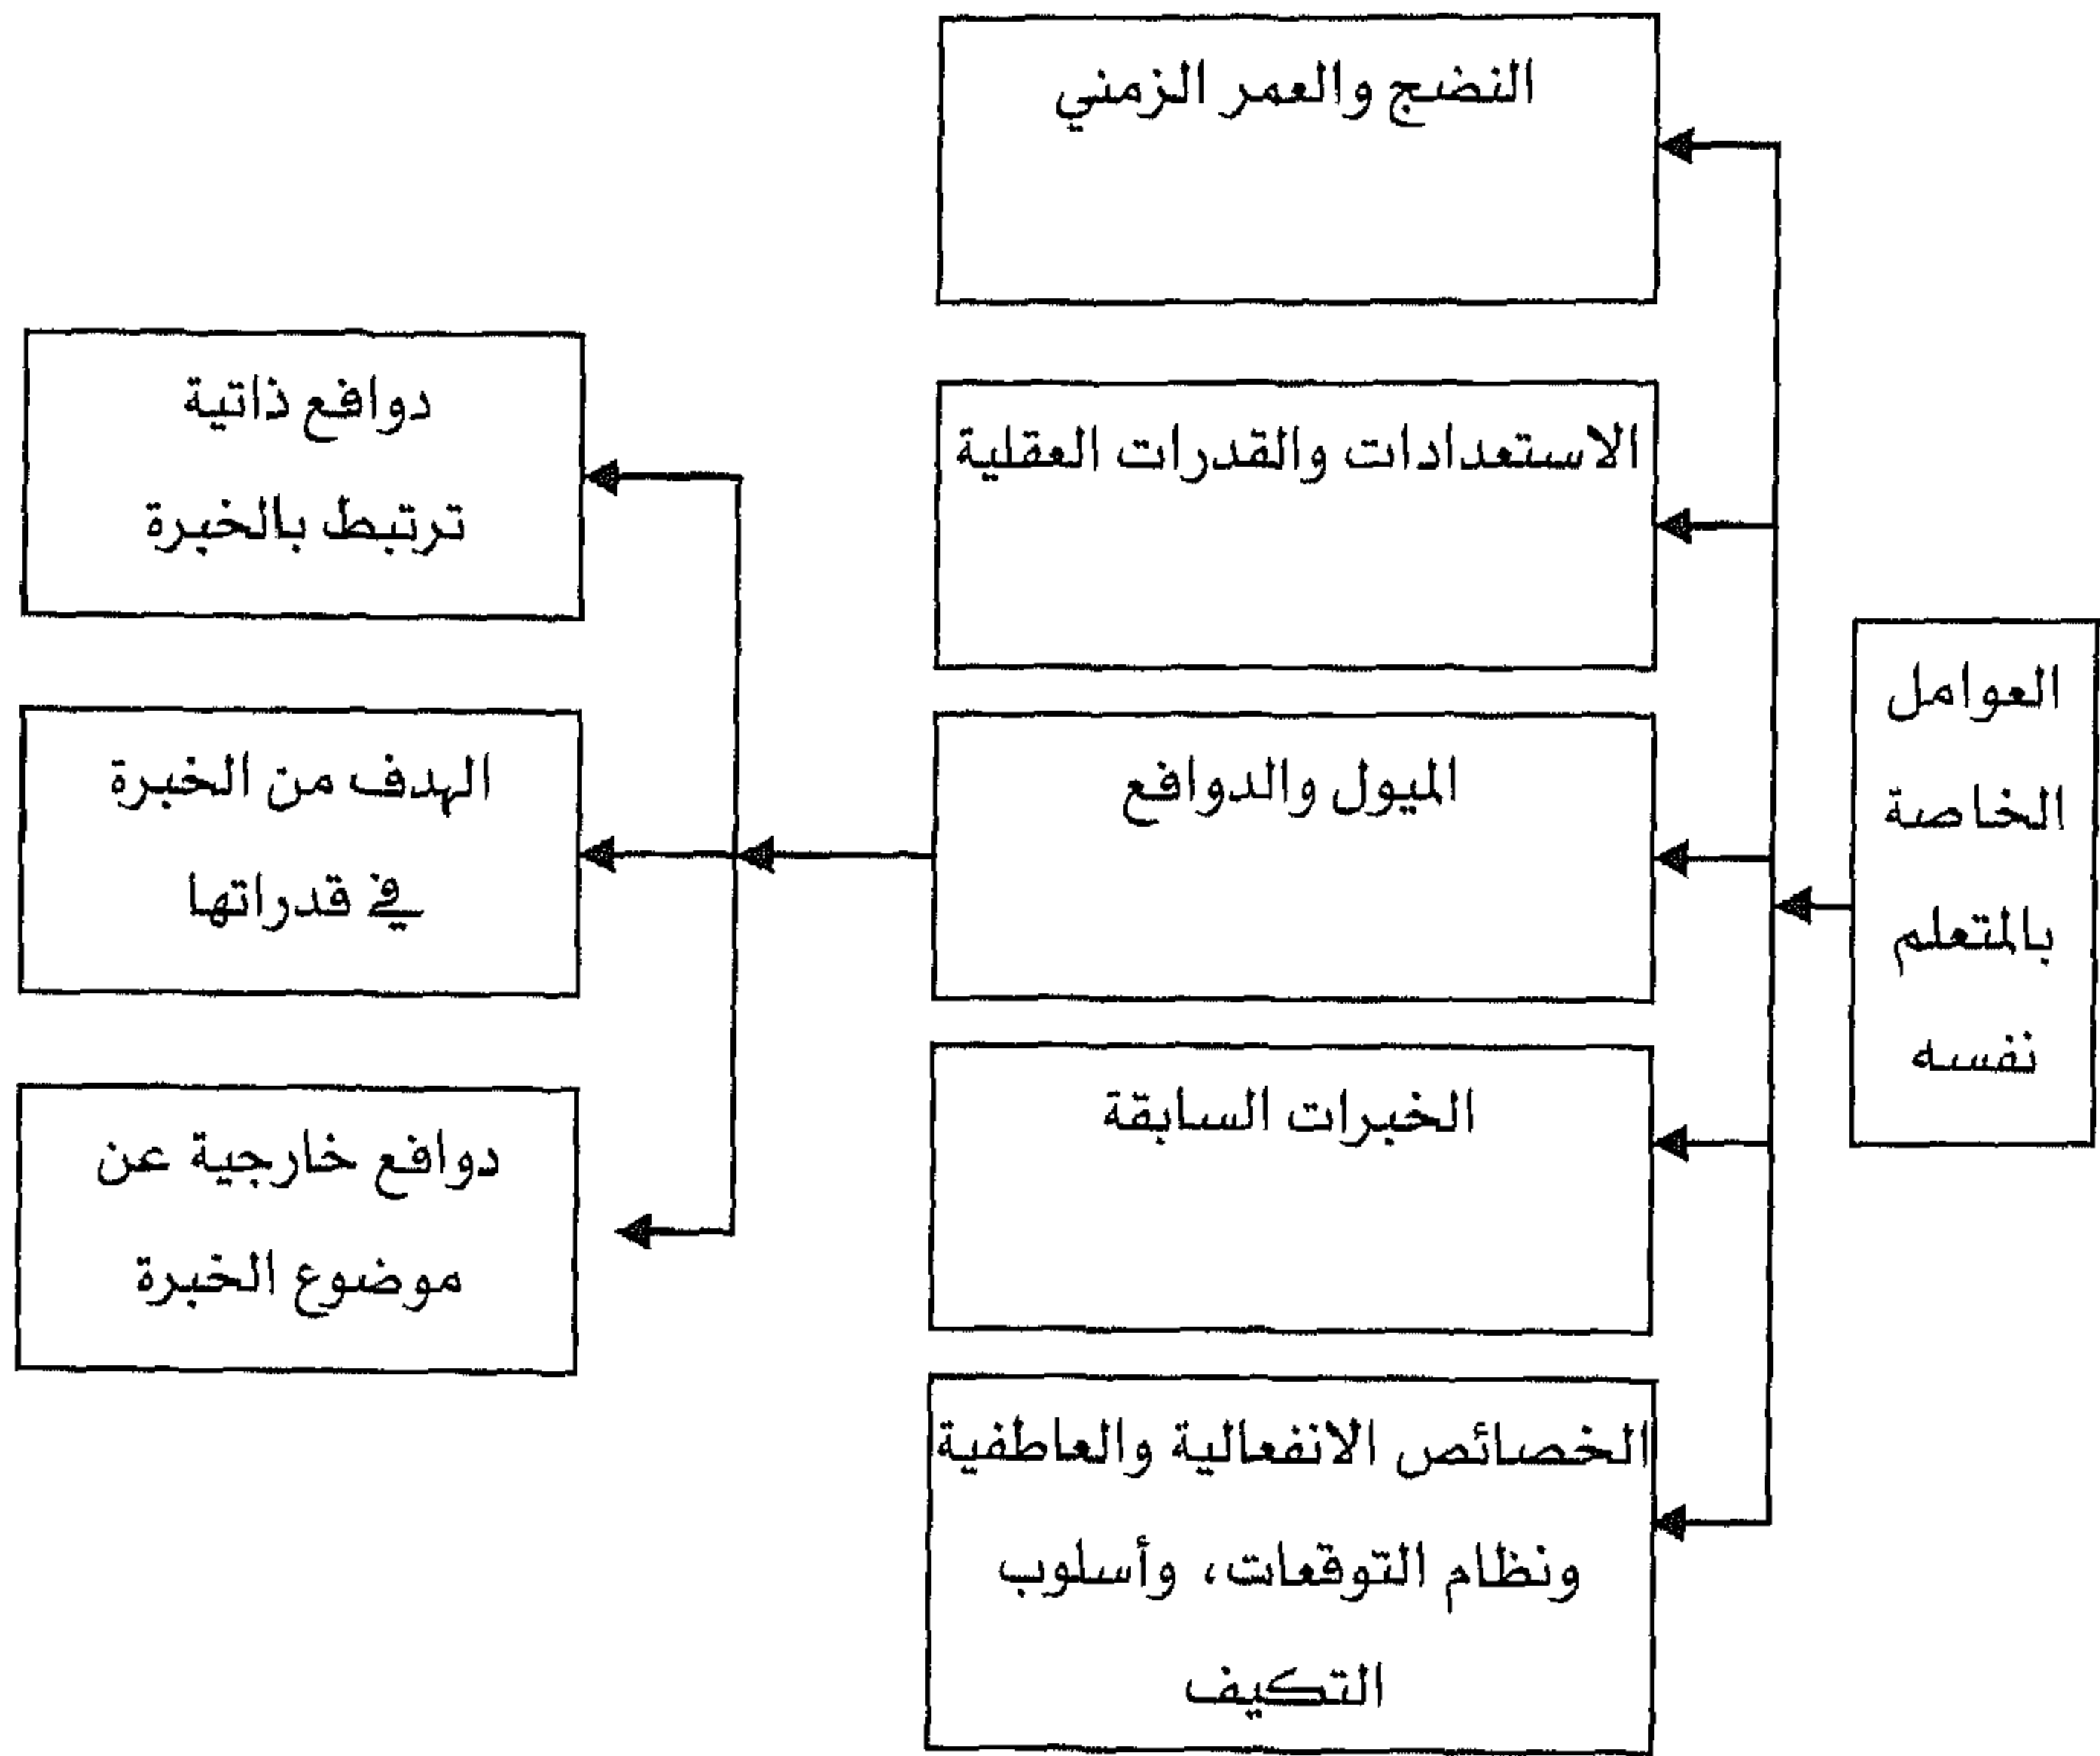 العوامل
الخاصة
بالمتعلم
نفسه
النضج والعمر الزمني
الاستعدادات والقدرات العقلية
الميول والدوافع
الخبرات السابقة
الخصائص الانفعالية والعاطفية
ونظام التوقعات، وأسلوب
التكيف
دوافع ذاتية
ترتبط بالخبرة
الهدف من الخبرة
في قدراتها
دوافع خارجية عن
موضوع الخبرة